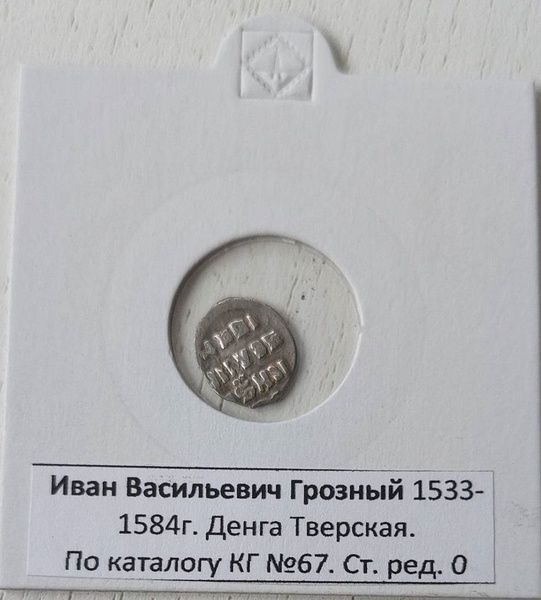 Иван Васильевич Грозный 1533-
1584г. Денга Тверская.
По каталогу КГ №67. Ст. ред. 0